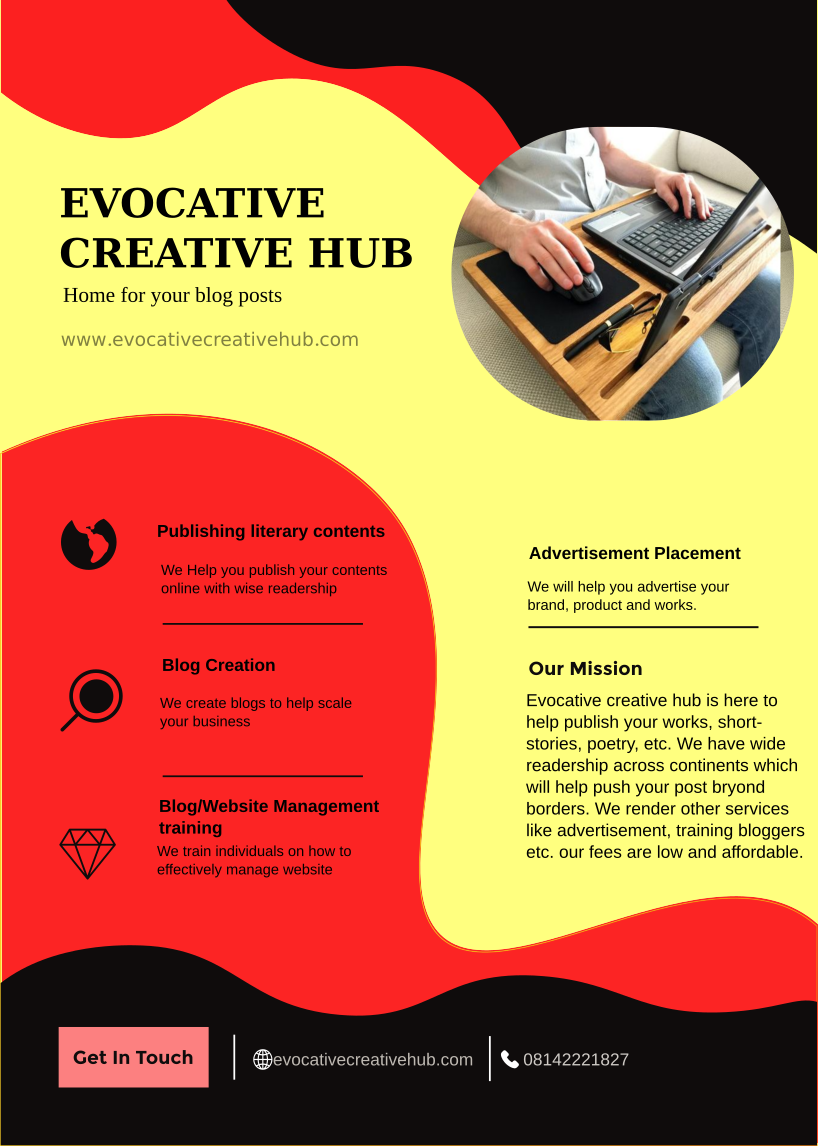 EVOCATIVE
CREATIVE HUB
Home for your blog posts
www.evocativecreativehub.com
Publishing literary contents
We Help you publish your contents
online with wise readership
Blog Creation
We create blogs to help scale
your business
Blog/Website Management
training
We train individuals on how to
effectively manage website
Advertisement Placement
We will help you advertise your
brand, product and works.
Our Mission
Evocative creative hub is here to
help publish your works, short-
stories, poetry, etc. We have wide
readership across continents which
will help push your post bryond
borders. We render other services
like advertisement, training bloggers
etc. our fees are low and affordable.
Get In Touch
evocativecreativehub.com
08142221827